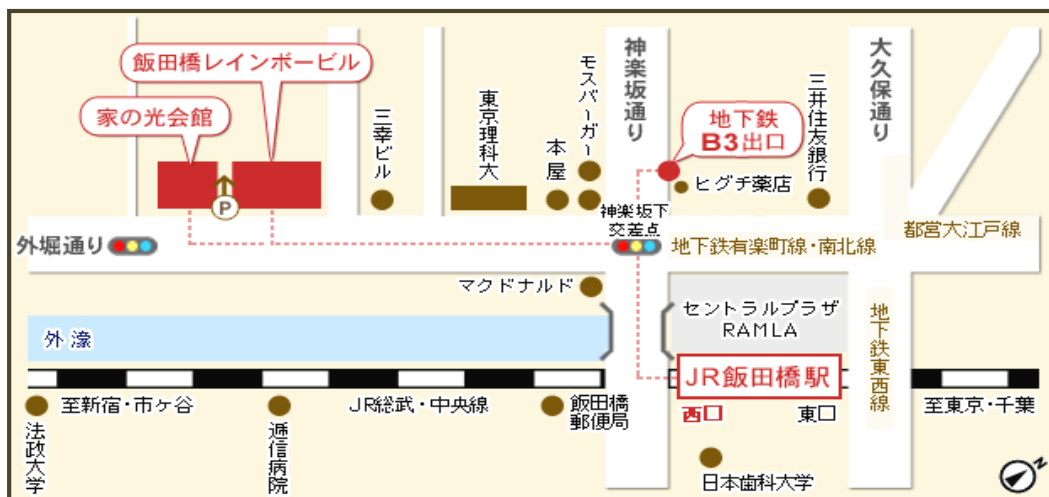 飯田橋レインボービル
家の光会館
三幸ビル
東京理科大
本屋
モスバーガー
神楽坂通り
地下鉄
B3出口
ヒグチ薬店
三井住友銀行
大久保通り
P
外堀通り
神楽坂下
交差点
地下鉄有楽町線・南北線
都営大江戸線
マクドナルド
セントラルプラザ
RAMLA
地下鉄東西線
外濠
JR飯田橋駅
至新宿・市ヶ谷
JR総武・中央線
飯田橋
郵便局
西口
東口
至東京・千葉
法政大学
逓信病院
日本歯科大学
N